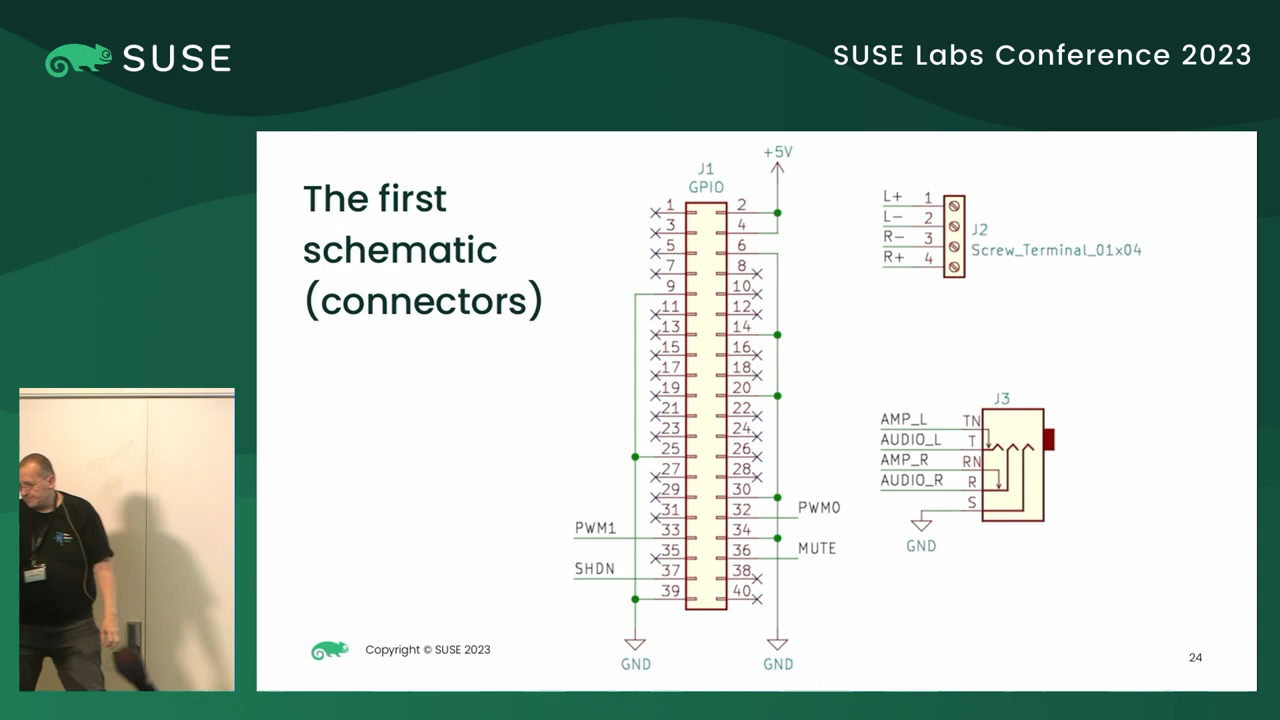 SUSE
SUSE Labs Conference 2023
The first
schematic
(connectors)
J1
GPIO
+5V
1 2
3 4
5 6
7 8
9 10
11 12
13 14
15 16
17 18
19 20
21 22
23 24
25 26
27 28
29 30
31 32 PWM0
PWM1 33 34
35 36 MUTE
SHDN 37 38
39 40
GND GND
L+ 1
L- 2
R- 3
R+ 4
J2
Screw_Terminal_01x04
J3
AMP_L TN
AUDIO_L T
AMP_R RN
AUDIO_R R
S
GND
Copyright © SUSE 2023
24